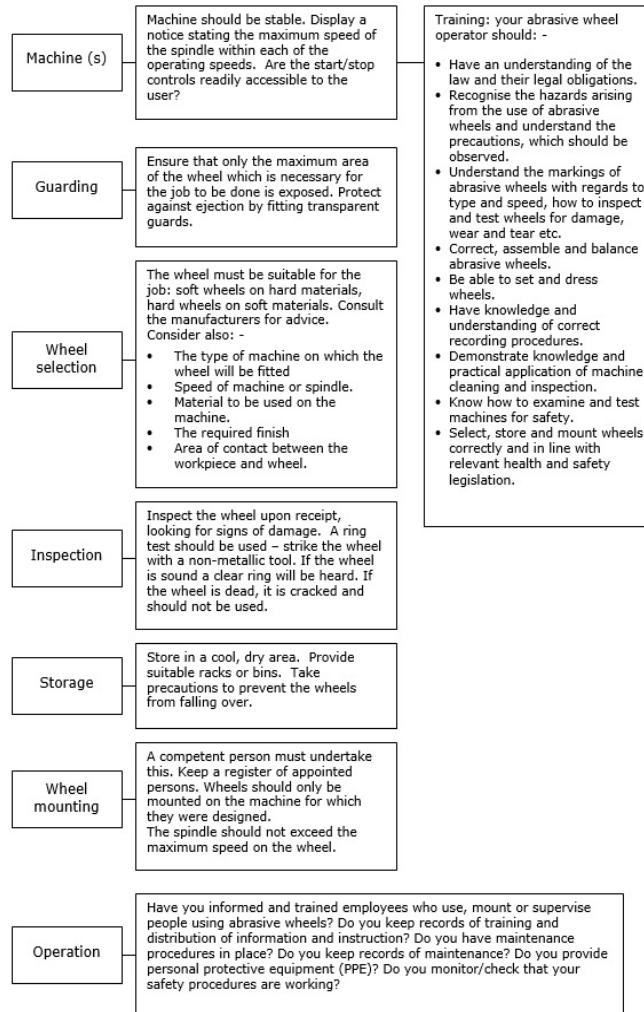 Machine (s)
Machine should be stable. Display a
notice stating the maximum speed of
the spindle within each of the
operating speeds.  Are the start/stop
controls readily accessible to the
user?
Training: your abrasive wheel
operator should: -
• Have an understanding of the
law and their legal obligations.
• Recognise the hazards arising
from the use of abrasive
wheels and understand the
precautions, which should be
observed.
• Understand the markings of
abrasive wheels with regards to
type and speed, how to inspect
and test wheels for damage,
wear and tear etc.
• Correct, assemble and balance
abrasive wheels.
• Be able to set and dress
wheels.
• Have knowledge and
understanding of correct
recording procedures.
• Demonstrate knowledge and
practical application of machine
cleaning and inspection.
• Know how to examine and test
machines for safety.
• Select, store and mount wheels
correctly and in line with
relevant health and safety
legislation.
Guarding
Ensure that only the maximum area
of the wheel which is necessary for
the job to be done is exposed. Protect
against ejection by fitting transparent
guards.
Wheel
selection
The wheel must be suitable for the
job: soft wheels on hard materials,
hard wheels on soft materials. Consult
the manufacturers for advice.
Consider also: -
• The type of machine on which the
wheel will be fitted
• Speed of machine or spindle.
• Material to be used on the
machine.
• The required finish
• Area of contact between the
workpiece and wheel.
Inspection
Inspect the wheel upon receipt,
looking for signs of damage.  A ring
test should be used – strike the wheel
with a non-metallic tool. If the wheel
is sound a clear ring will be heard. If
the wheel is dead, it is cracked and
should not be used.
Storage
Store in a cool, dry area.  Provide
suitable racks or bins.  Take
precautions to prevent the wheels
from falling over.
Wheel
mounting
A competent person must undertake
this. Keep a register of appointed
persons. Wheels should only be
mounted on the machine for which
they were designed.
The spindle should not exceed the
maximum speed on the wheel.
Operation
Have you informed and trained employees who use, mount or supervise
people using abrasive wheels? Do you keep records of training and
distribution of information and instruction? Do you have maintenance
procedures in place? Do you keep records of maintenance? Do you provide
personal protective equipment (PPE)? Do you monitor/check that your
safety procedures are working?